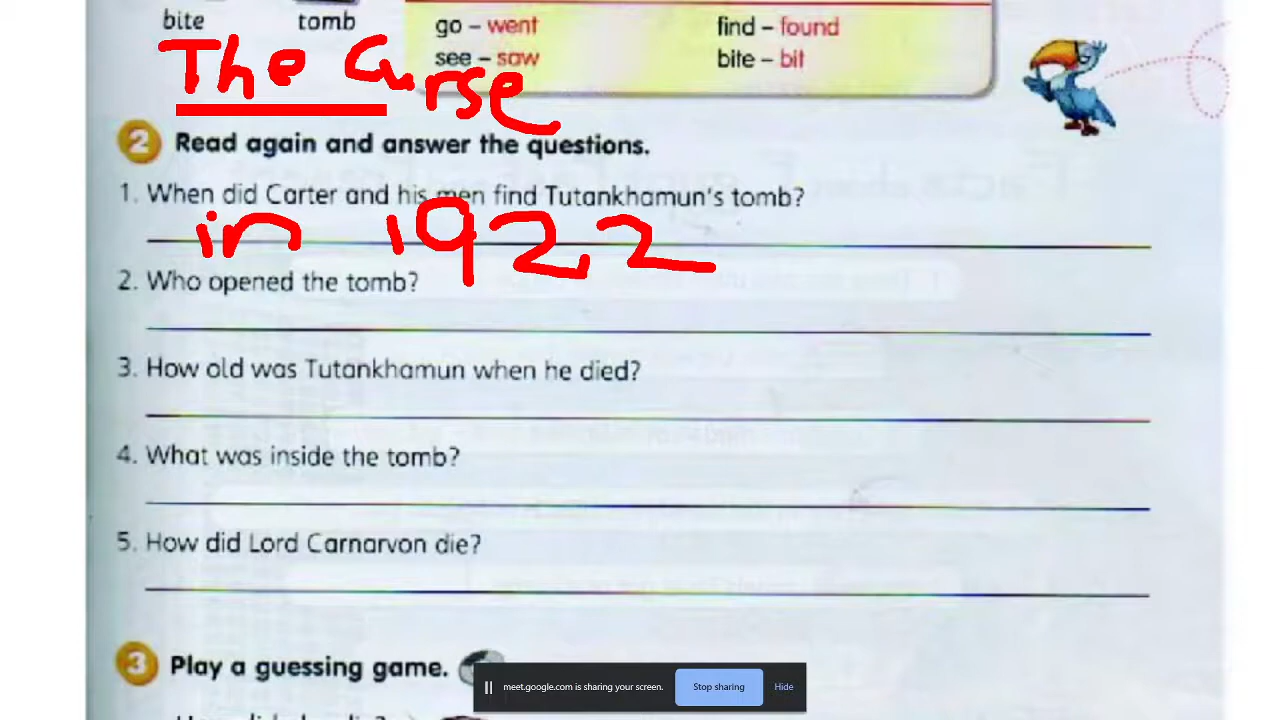 bite tomb
go – went find – found
see – saw bite – bit
The Curse
2 Read again and answer the questions.
1. When did Carter and his men find Tutankhamun's tomb?
in 1922
2. Who opened the tomb?
3. How old was Tutankhamun when he died?
4. What was inside the tomb?
5. How did Lord Carnarvon die?
3 Play a guessing game.
meet.google.com is sharing your screen. Stop sharing Hide